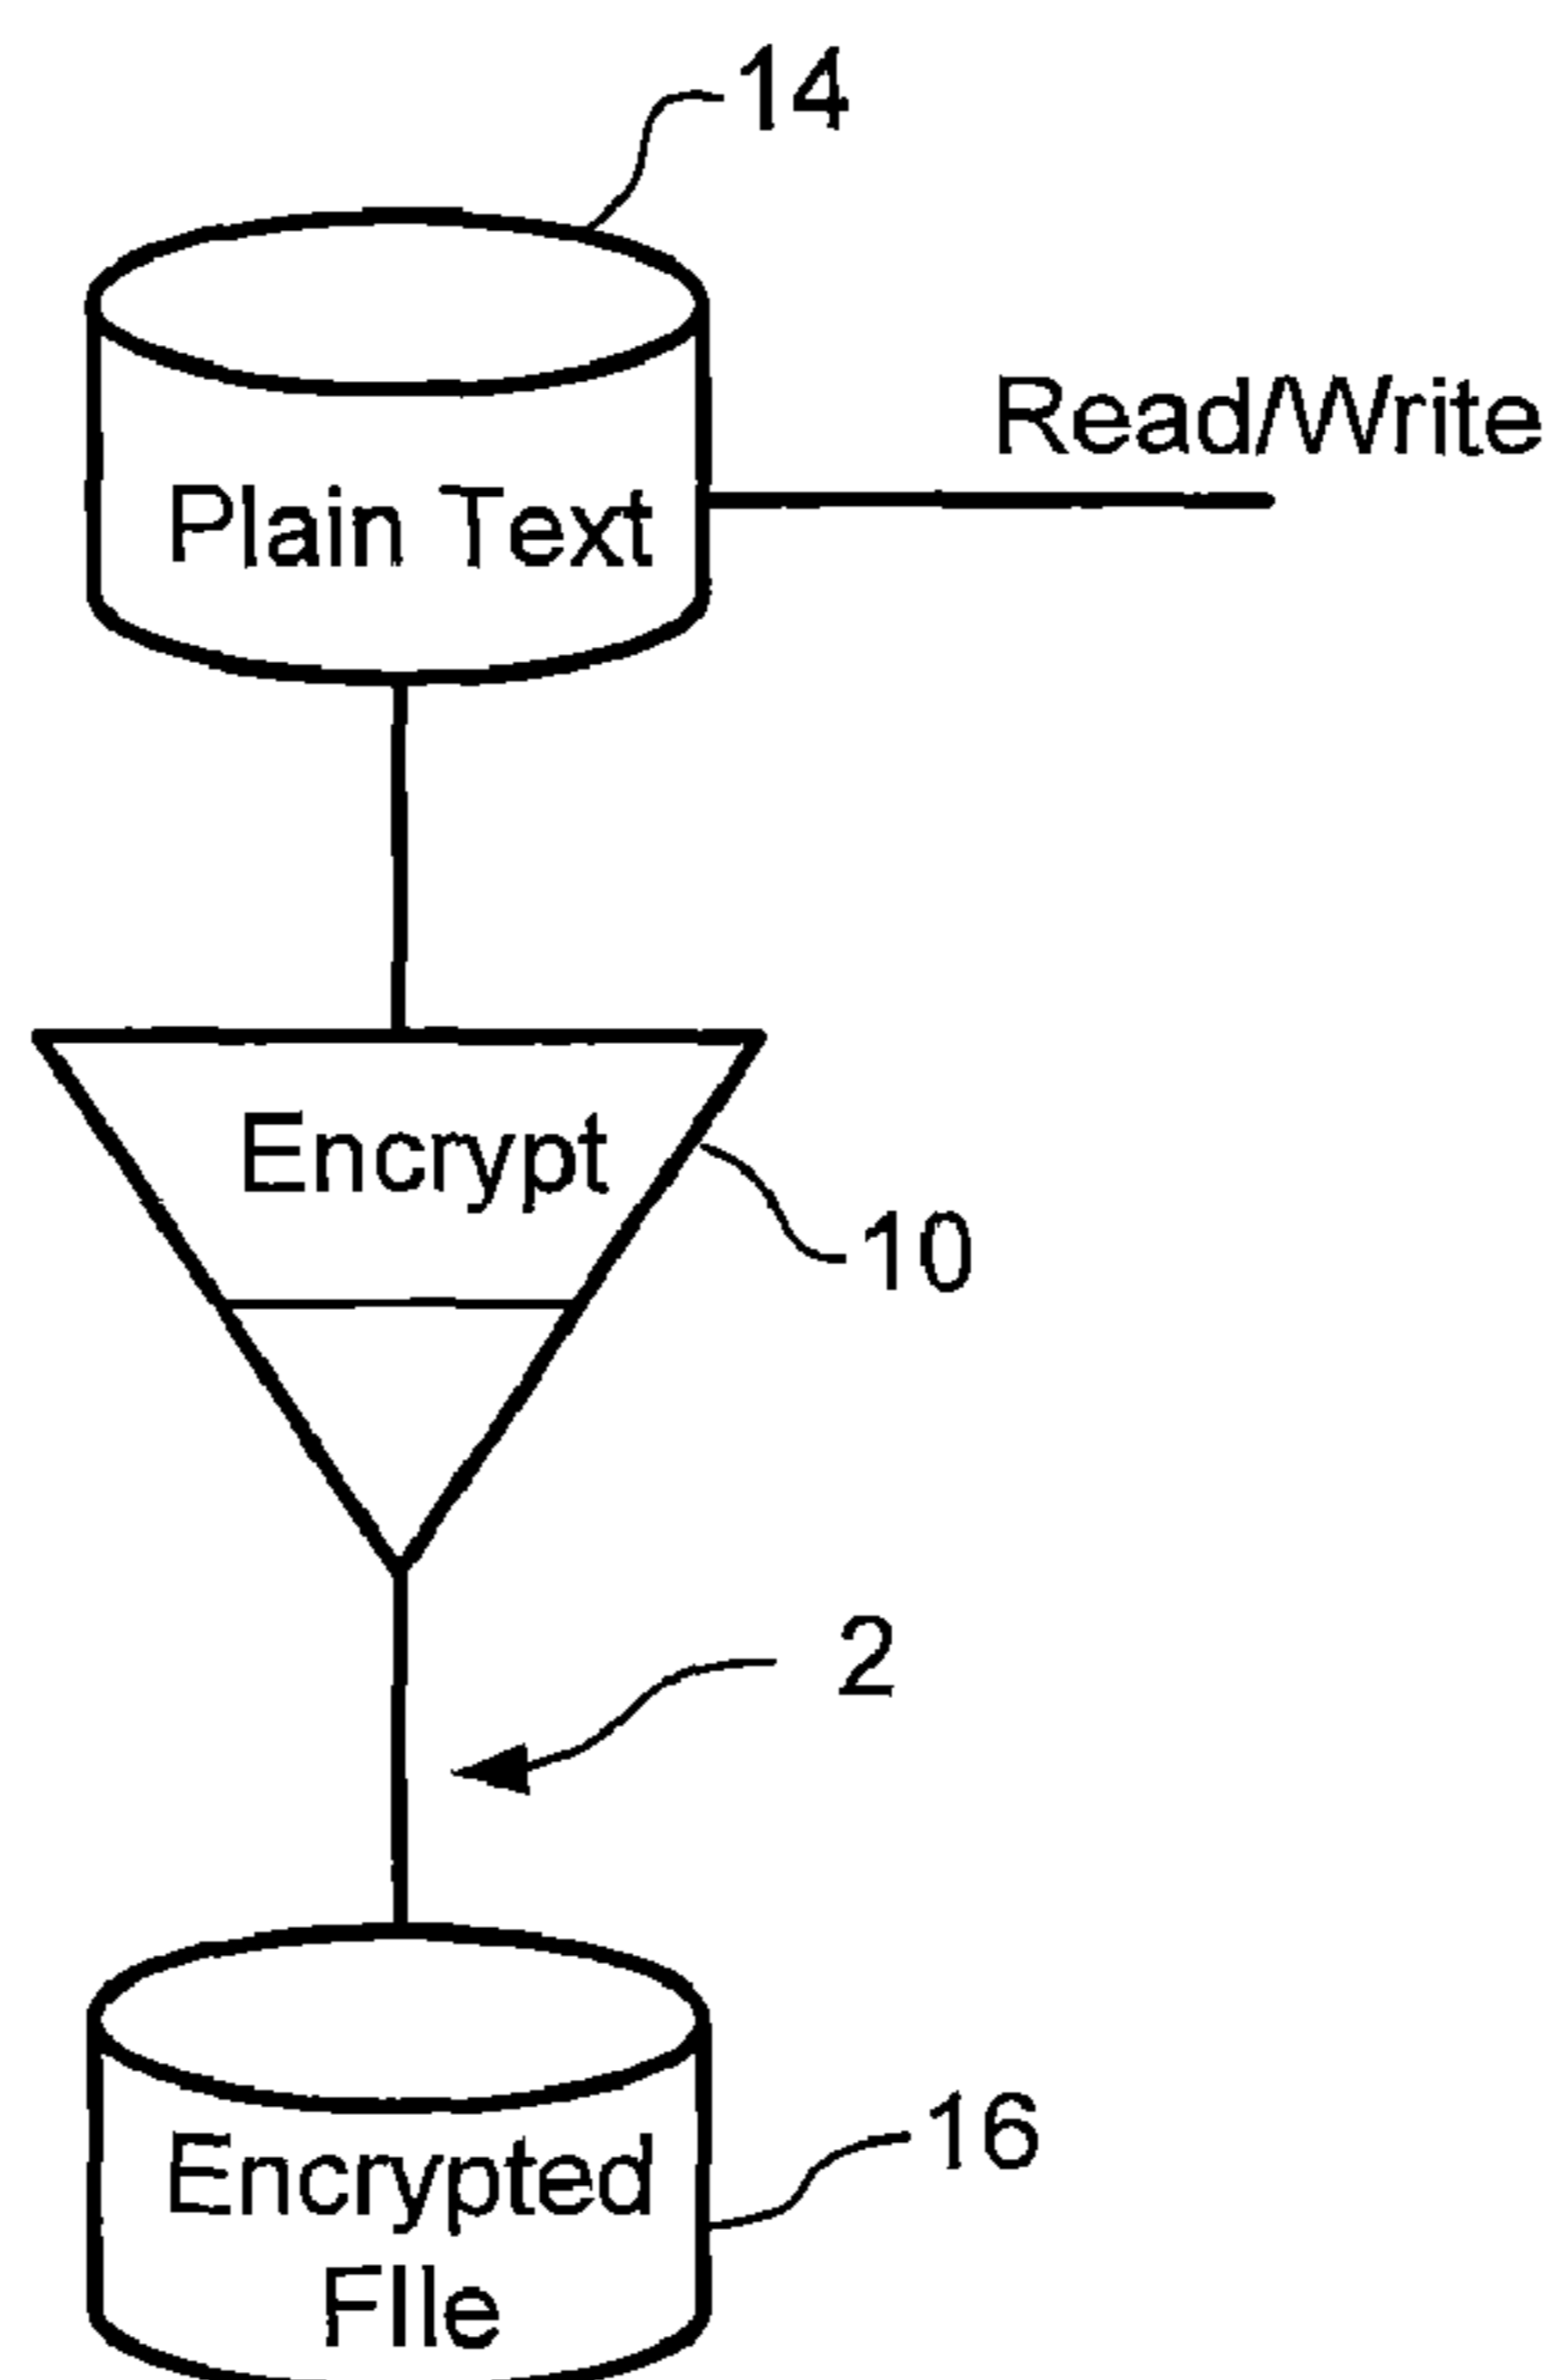 14
Read/Write
Plain Text
Encrypt
10
2
16
Encrypted
FIle